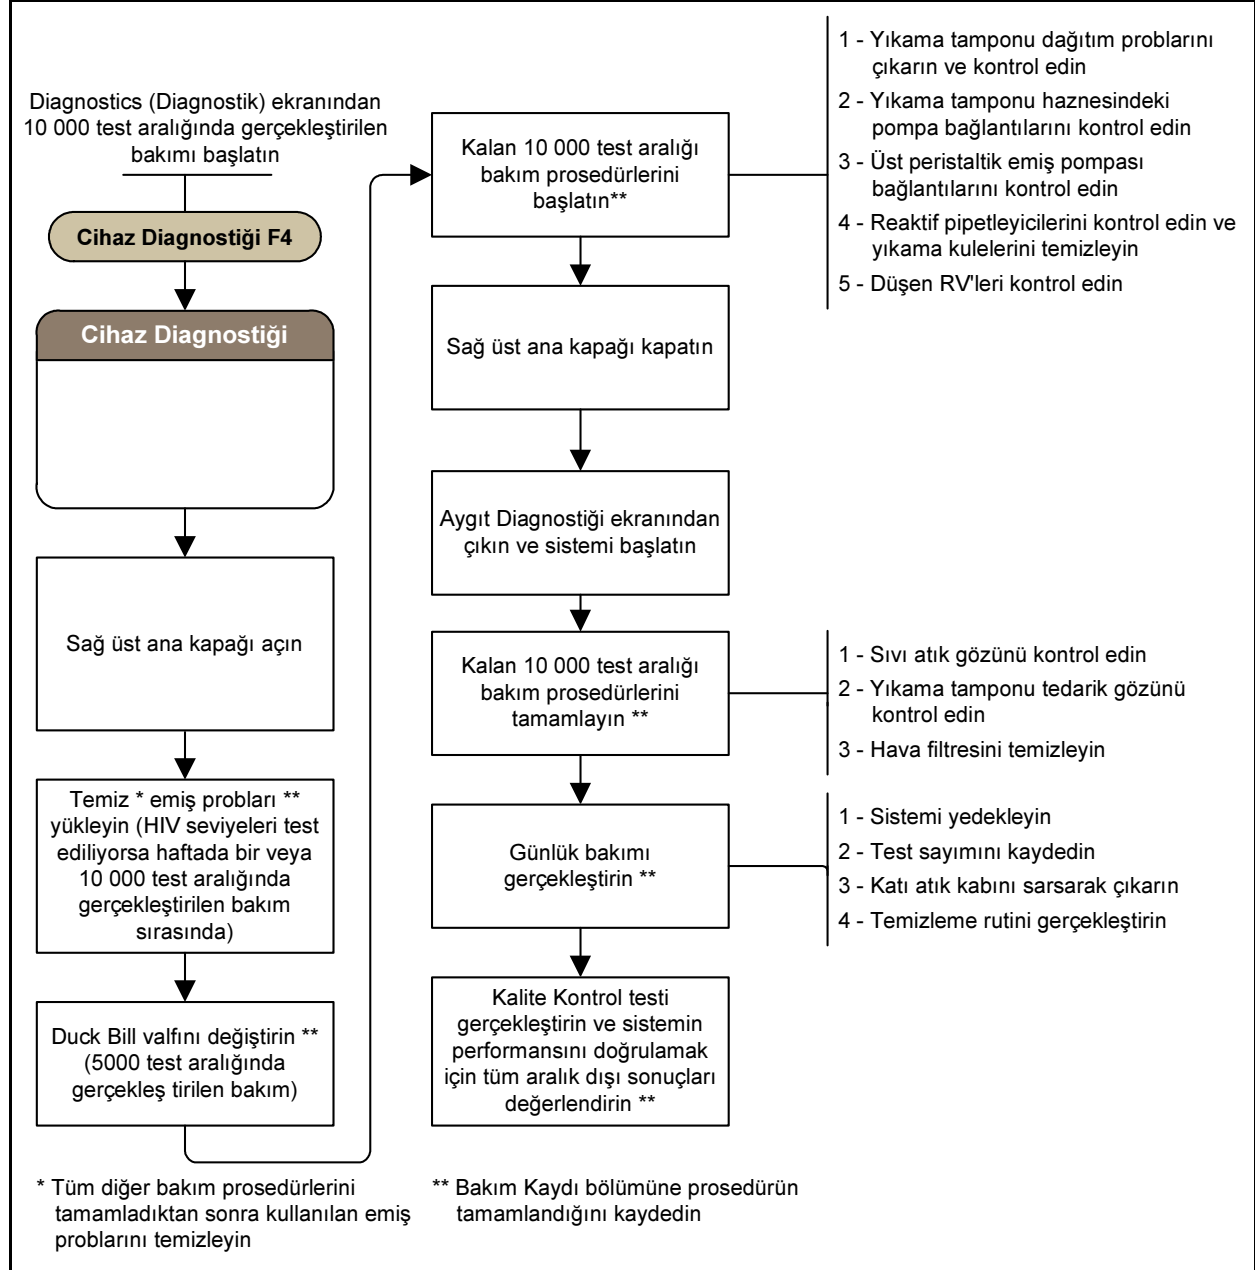 Diagnostics (Diagnostik) ekranından
10 000 test aralığında gerçekleştirilen
bakımı başlatın
Cihaz Diagnostiği F4
Cihaz Diagnostiği
Sağ üst ana kapağı açın
Temiz * emiş probları **
yükleyin (HIV seviyeleri test
ediliyorsa haftada bir veya
10 000 test aralığında
gerçekleştirilen bakım
sırasında)
Duck Bill valfını değiştirin **
(5000 test aralığında
gerçekleş tirilen bakım)
Kalan 10 000 test aralığı
bakım prosedürlerini
başlatın**
1 - Yıkama tamponu dağıtım problarını
çıkarın ve kontrol edin
2 - Yıkama tamponu haznesindeki
pompa bağlantılarını kontrol edin
3 - Üst peristaltik emiş pompası
bağlantılarını kontrol edin
4 - Reaktif pipetleyicilerini kontrol edin ve
yıkama kulelerini temizleyin
5 - Düşen RV'leri kontrol edin
Sağ üst ana kapağı kapatın
Aygıt Diagnostiği ekranından
çıkın ve sistemi başlatın
Kalan 10 000 test aralığı
bakım prosedürlerini
tamamlayın **
1 - Sıvı atık gözünü kontrol edin
2 - Yıkama tamponu tedarik gözünü
kontrol edin
3 - Hava filtresini temizleyin
Günlük bakımı
gerçekleştirin **
1 - Sistemi yedekleyin
2 - Test sayımını kaydedin
3 - Katı atık kabını sarsarak çıkarın
4 - Temizleme rutini gerçekleştirin
Kalite Kontrol testi
gerçekleştirin ve sistemin
performansını doğrulamak
için tüm aralık dışı sonuçları
değerlendirin **
* Tüm diğer bakım prosedürlerini
tamamladıktan sonra kullanılan emiş
problarını temizleyin
** Bakım Kaydı bölümüne prosedürün
tamamlandığını kaydedin